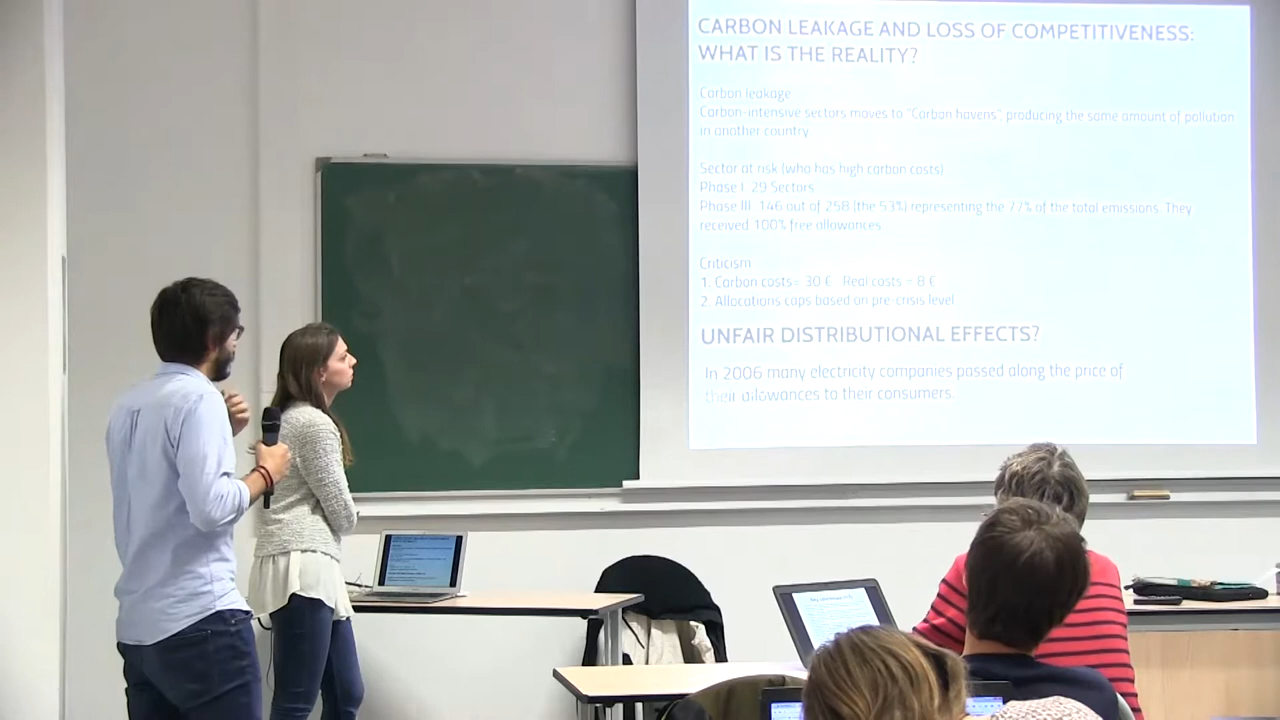 CARBON LEAKAGE AND LOSS OF COMPETITIVENESS:
WHAT IS THE REALITY?
Carbon leakage
Carbon-intensive sectors moves to "Carbon havens", producing the same amount of pollution
in another country
Sector at risk (who has high carbon costs)
Phase I: 29 Sectors
Phase III: 146 out of 258 (the 53%) representing the 77% of the total emissions. They
received 100% free allowances.
Criticism
1. Carbon costs = 30 € Real costs = 8 €
2. Allocations caps based on pre-crisis level
UNFAIR DISTRIBUTIONAL EFFECTS?
In 2006 many electricity companies passed along the price of
their allowances to their consumers.